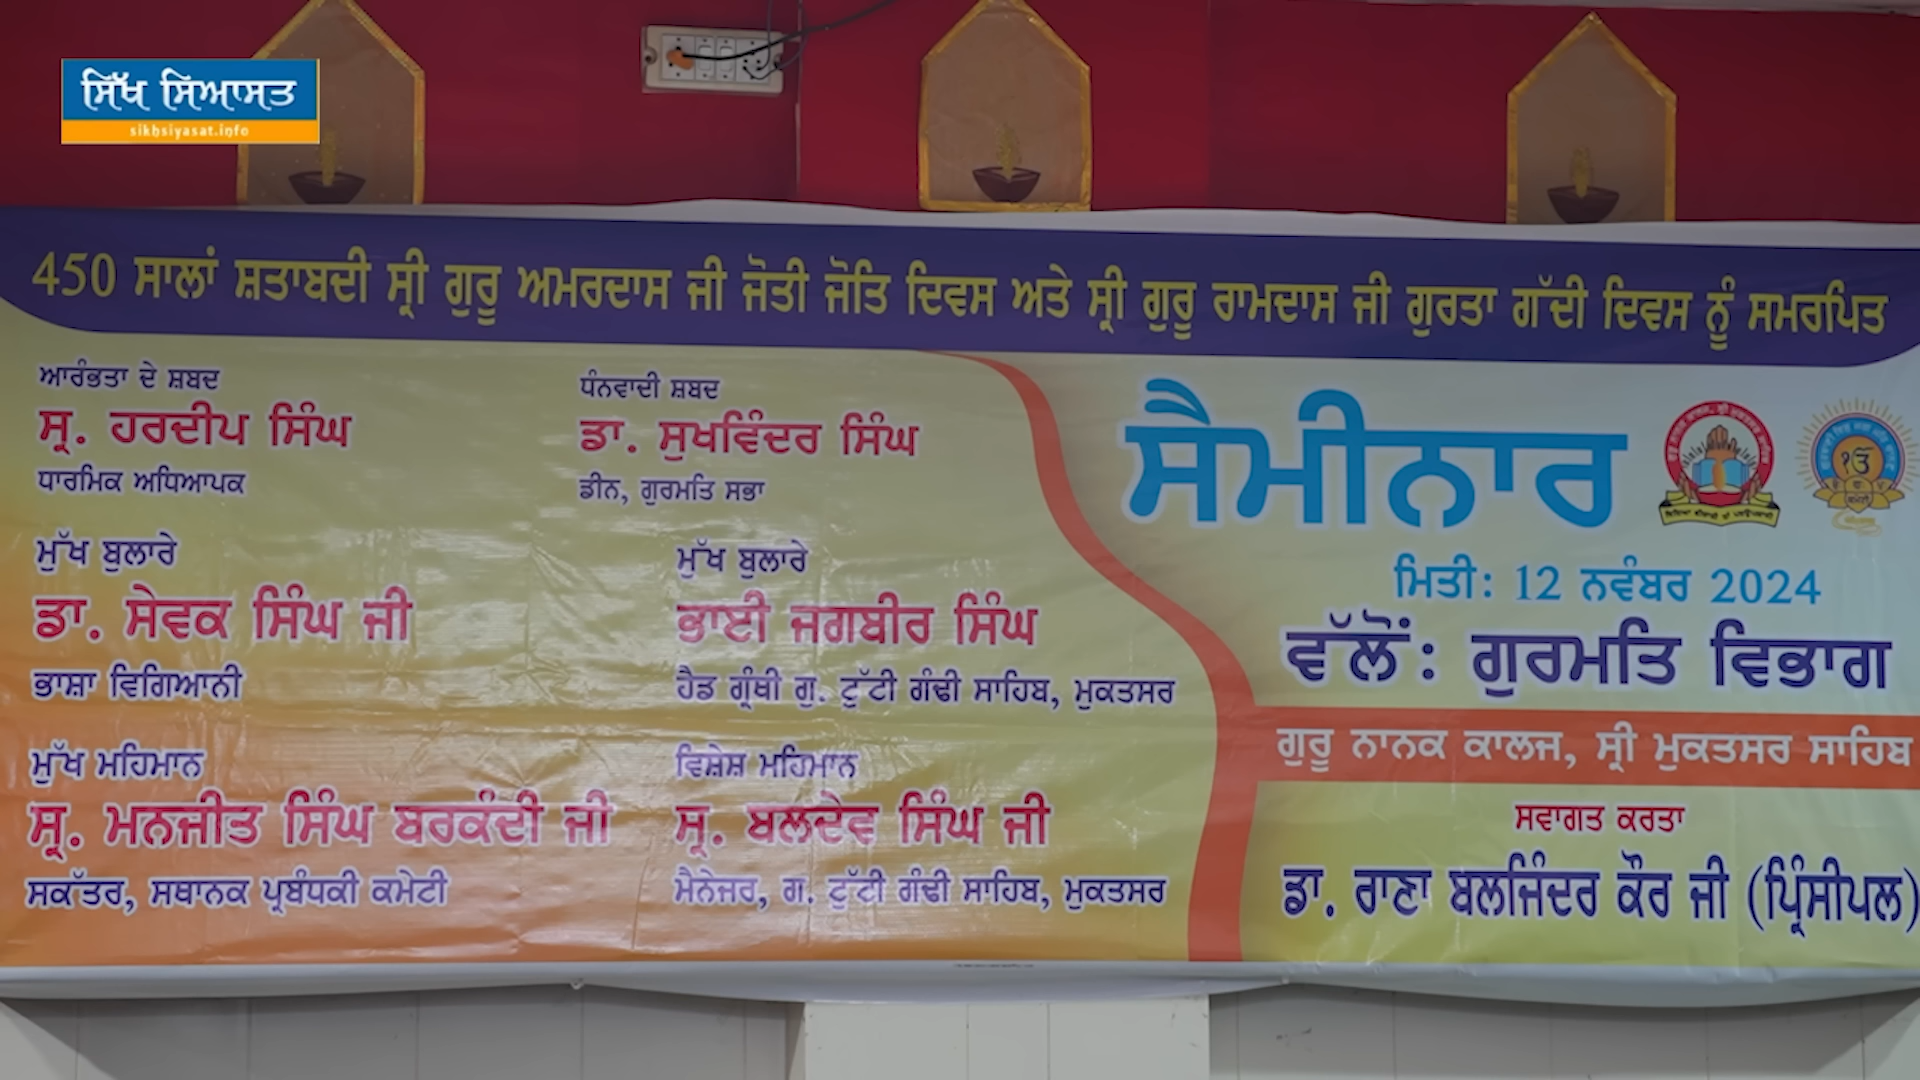 ਸਿੱਖ ਸਿਆਸਤ
sikhsiyasat.info
450 ਸਾਲਾਂ ਸ਼ਤਾਬਦੀ ਸ੍ਰੀ ਗੁਰੂ ਅਮਰਦਾਸ ਜੀ ਜੋਤੀ ਜੋਤਿ ਦਿਵਸ ਅਤੇ ਸ੍ਰੀ ਗੁਰੂ ਰਾਮਦਾਸ ਜੀ ਗੁਰਤਾ ਗੱਦੀ ਦਿਵਸ ਨੂੰ ਸਮਰਪਿਤ
ਆਰੰਭਤਾ ਦੇ ਸ਼ਬਦ
ਸ੍ਰ. ਹਰਦੀਪ ਸਿੰਘ
ਧਾਰਮਿਕ ਅਧਿਆਪਕ
ਧੰਨਵਾਦੀ ਸ਼ਬਦ
ਡਾ. ਸੁਖਵਿੰਦਰ ਸਿੰਘ
ਡੀਨ, ਗੁਰਮਤਿ ਸਭਾ
ਮੁੱਖ ਬੁਲਾਰੇ
ਡਾ. ਸੇਵਕ ਸਿੰਘ ਜੀ
ਭਾਸ਼ਾ ਵਿਗਿਆਨੀ
ਮੁੱਖ ਬੁਲਾਰੇ
ਭਾਈ ਜਗਬੀਰ ਸਿੰਘ
ਹੈਡ ਗ੍ਰੰਥੀ ਗੁ. ਟੁੱਟੀ ਗੰਢੀ ਸਾਹਿਬ, ਮੁਕਤਸਰ
ਮੁੱਖ ਮਹਿਮਾਨ
ਸ੍ਰ. ਮਨਜੀਤ ਸਿੰਘ ਬਰਕੰਦੀ ਜੀ
ਸਕੱਤਰ, ਸਥਾਨਕ ਪ੍ਰਬੰਧਕੀ ਕਮੇਟੀ
ਵਿਸ਼ੇਸ਼ ਮਹਿਮਾਨ
ਸ੍ਰ. ਬਲਦੇਵ ਸਿੰਘ ਜੀ
ਮੈਨੇਜਰ, ਗ. ਟੁੱਟੀ ਗੰਢੀ ਸਾਹਿਬ, ਮੁਕਤਸਰ
ਸੈਮੀਨਾਰ
ਮਿਤੀ: 12 ਨਵੰਬਰ 2024
ਵੱਲੋਂ: ਗੁਰਮਤਿ ਵਿਭਾਗ
ਗੁਰੂ ਨਾਨਕ ਕਾਲਜ, ਸ੍ਰੀ ਮੁਕਤਸਰ ਸਾਹਿਬ
ਸਵਾਗਤ ਕਰਤਾ
ਡਾ. ਰਾਣਾ ਬਲਜਿੰਦਰ ਕੌਰ ਜੀ (ਪ੍ਰਿੰਸੀਪਲ)